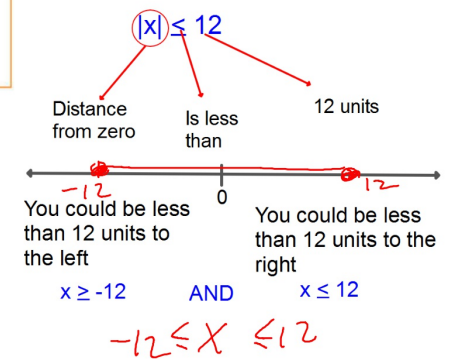 |x| ≤ 12
Distance
from zero
Is less
than
12 units
-12
0
12
You could be less
than 12 units to
the left
You could be less
than 12 units to the
right
x ≥ -12
AND
x ≤ 12
-12 ≤ x ≤ 12